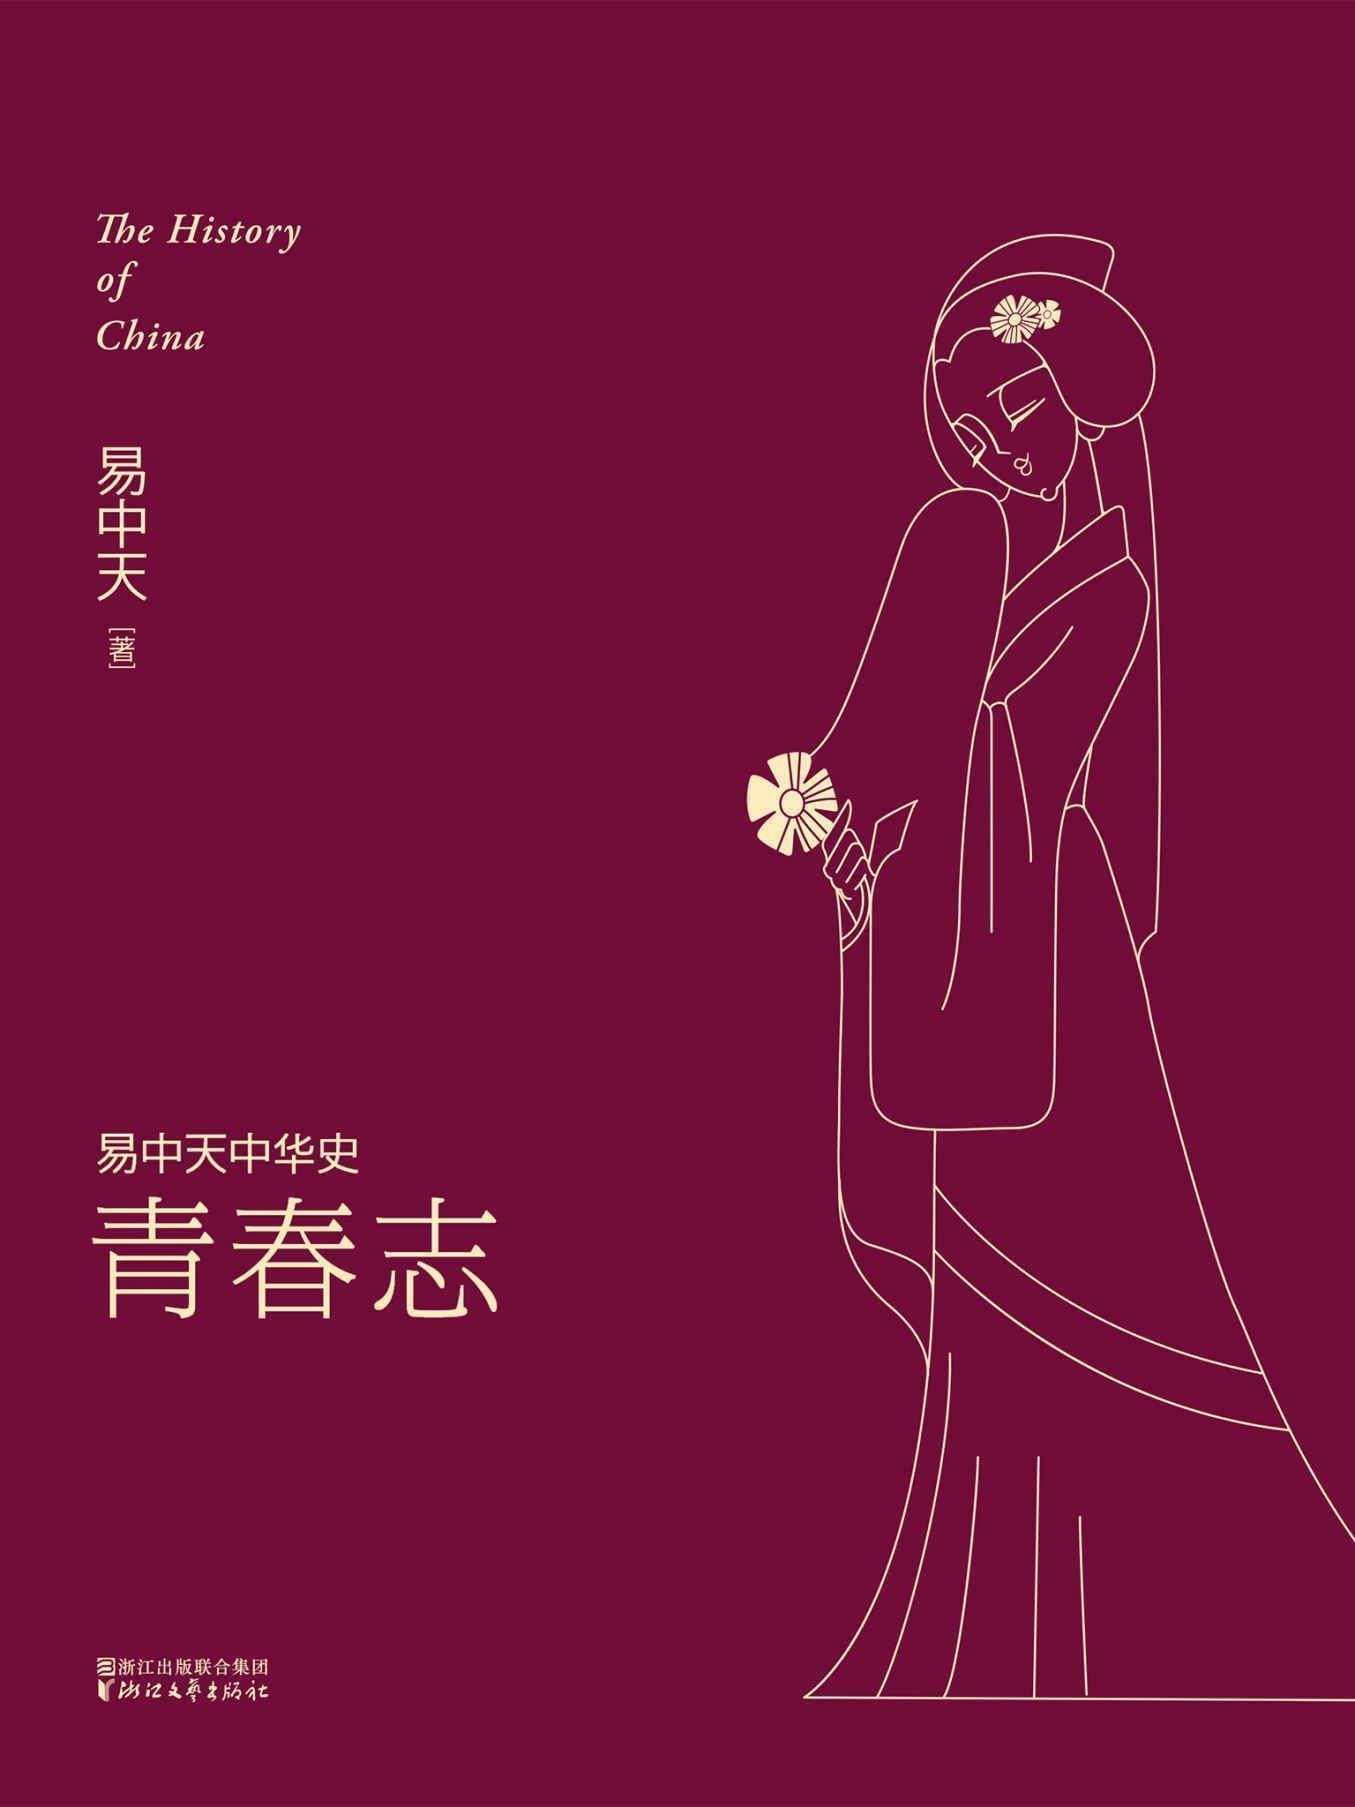 The History
of
China
易中天
[著]
易中天中华史
青春志
浙江出版联合集团
浙江文艺出版社